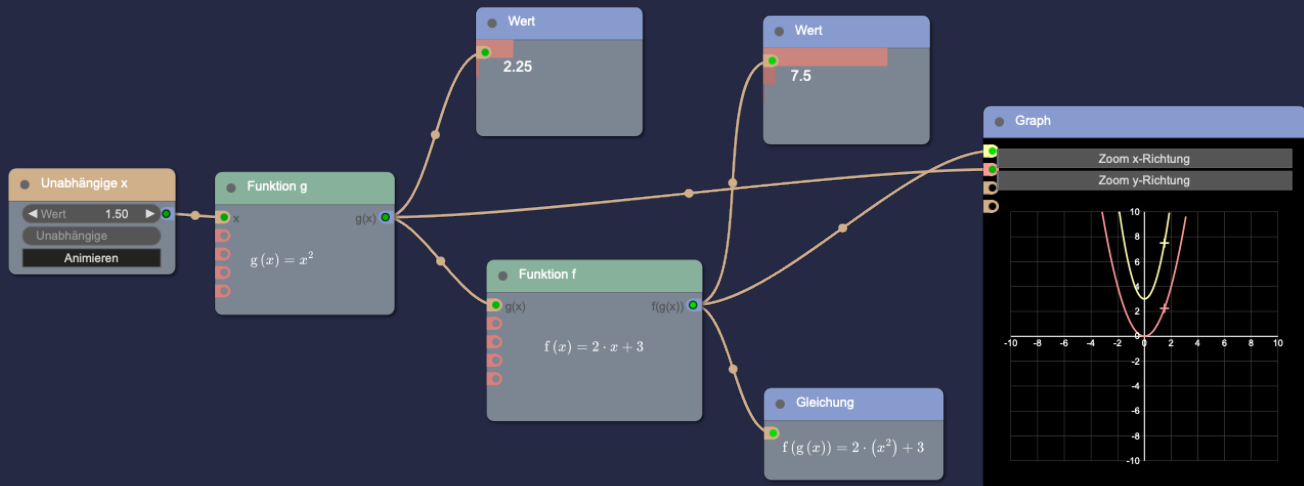 Wert
2.25
Wert
7.5
Unabhängige x
Wert 1.50
Unabhängige
Animieren
Funktion g
x g(x)
g (x) = x²
Funktion f
g(x) f(g(x))
f (x) = 2 · x + 3
Gleichung
f (g (x)) = 2 · (x²) + 3
Graph
Zoom x-Richtung
Zoom y-Richtung
10
8
6
4
2
0
-10 -8 -6 -4 -2 0 2 4 6 8 10
-2
-4
-6
-8
-10